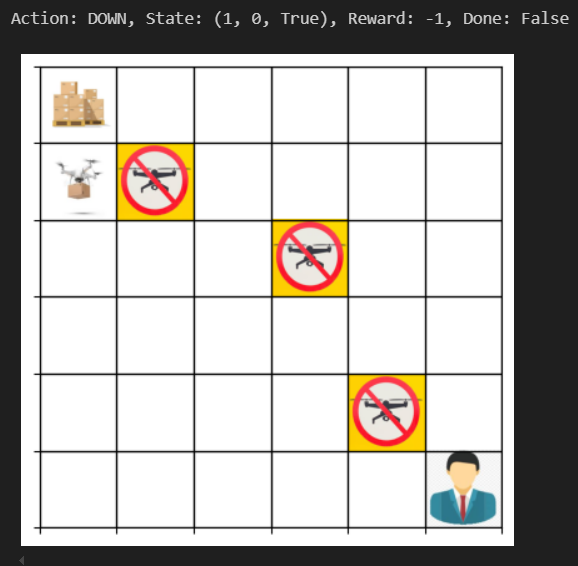 Action: DOWN, State: (1, 0, True), Reward: -1, Done: False